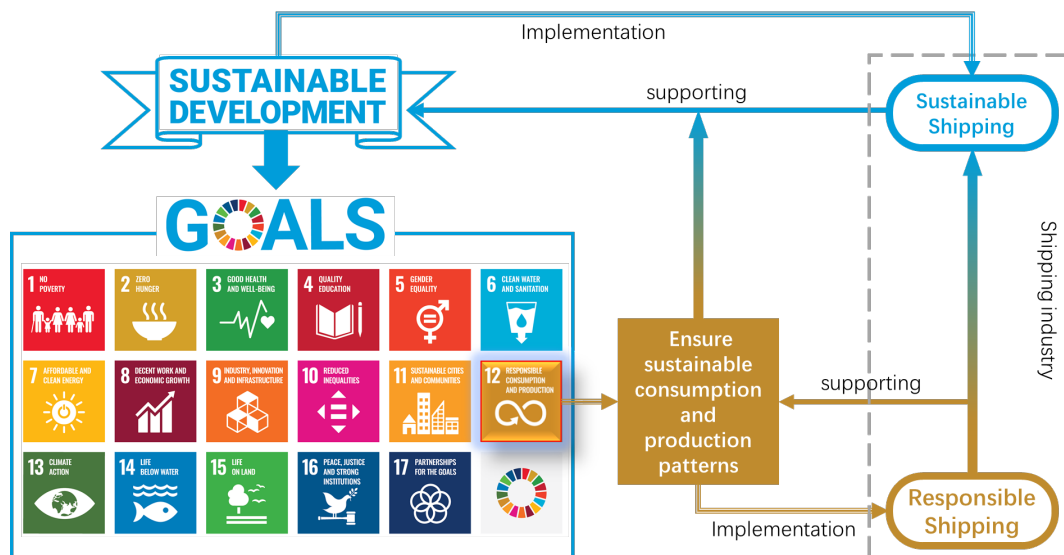 Implementation
SUSTAINABLE
DEVELOPMENT
supporting
Sustainable
Shipping
GOALS
1 NO
POVERTY
2 ZERO
HUNGER
3 GOOD HEALTH
AND WELL-BEING
4 QUALITY
EDUCATION
5 GENDER
EQUALITY
6 CLEAN WATER
AND SANITATION
7 AFFORDABLE AND
CLEAN ENERGY
8 DECENT WORK AND
ECONOMIC GROWTH
9 INDUSTRY, INNOVATION
AND INFRASTRUCTURE
10 REDUCED
INEQUALITIES
11 SUSTAINABLE CITIES
AND COMMUNITIES
12 RESPONSIBLE
CONSUMPTION
AND PRODUCTION
13 CLIMATE
ACTION
14 LIFE
BELOW WATER
15 LIFE
ON LAND
16 PEACE, JUSTICE
AND STRONG
INSTITUTIONS
17 PARTNERSHIPS
FOR THE GOALS
Ensure
sustainable
consumption
and
production
patterns
supporting
Shipping industry
Implementation
Responsible
Shipping